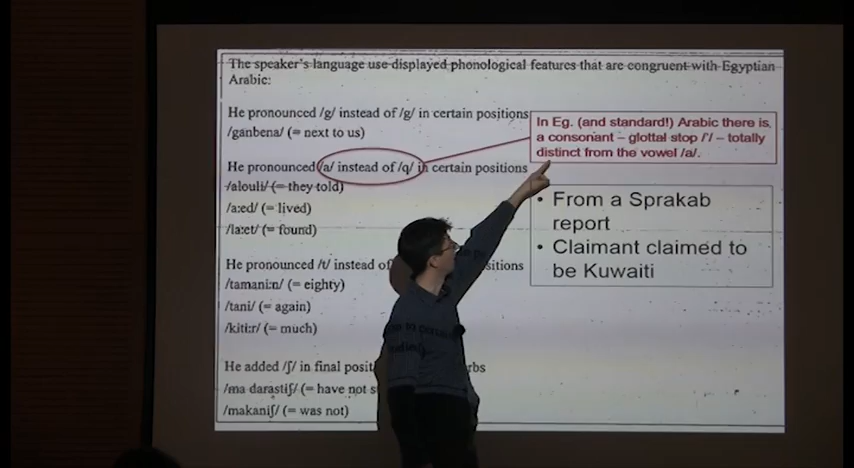 The speaker's language use displayed phonological features that are congruent with Egyptian
Arabic:
He pronounced /g/ instead of /g/ in certain positions
/ganbena/ (= next to us)
He pronounced /a/ instead of /q/ in certain positions
/alouli/ (= they told)
/a:ed/ (= lived)
/la:et/ (= found)
He pronounced /t/ instead of sitions
/tamani:n/ (= eighty)
/tani/ (= again)
/kiti:r/ (= much)
He added /ʃ/ in final posit rbs
/ma darastiʃ/ (= have not s
/makaniʃ/ (= was not)
In Eg. (and standard!) Arabic there is
a consonant – glottal stop /'/ – totally
distinct from the vowel /a/.
• From a Sprakab
report
• Claimant claimed to
be Kuwaiti